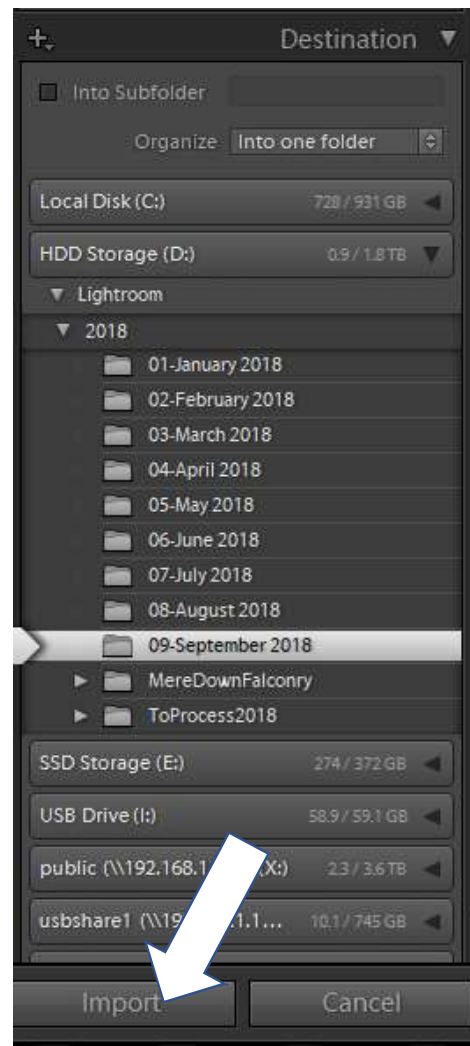 Destination
Into Subfolder
Organize Into one folder
Local Disk (C:) 728 / 931 GB
HDD Storage (D:) 0.9 / 1.8 TB
Lightroom
2018
01-January 2018
02-February 2018
03-March 2018
04-April 2018
05-May 2018
06-June 2018
07-July 2018
08-August 2018
09-September 2018
MereDownFalconry
ToProcess2018
SSD Storage (E:) 274 / 372 GB
USB Drive (I:) 58.9 / 59.1 GB
public (\\192.168.1 (X:) 2.3 / 3.6 TB
usbshare1 (\\19 .1.1... 10.1 / 745 GB
Import Cancel